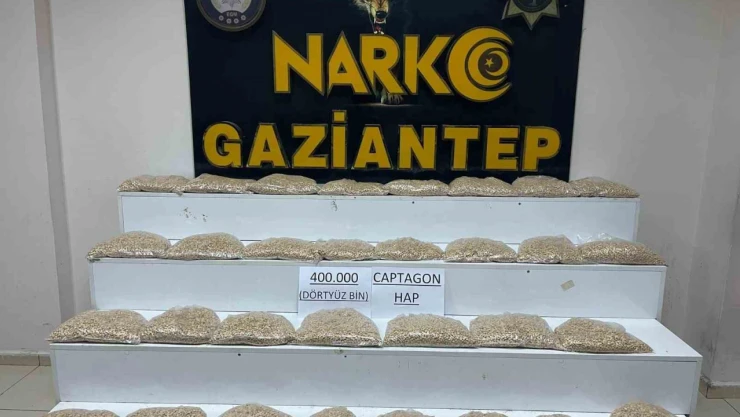 NARKO
GAZİANTEP
400.000
(DÖRTYÜZ BİN)
CAPTAGON
HAP